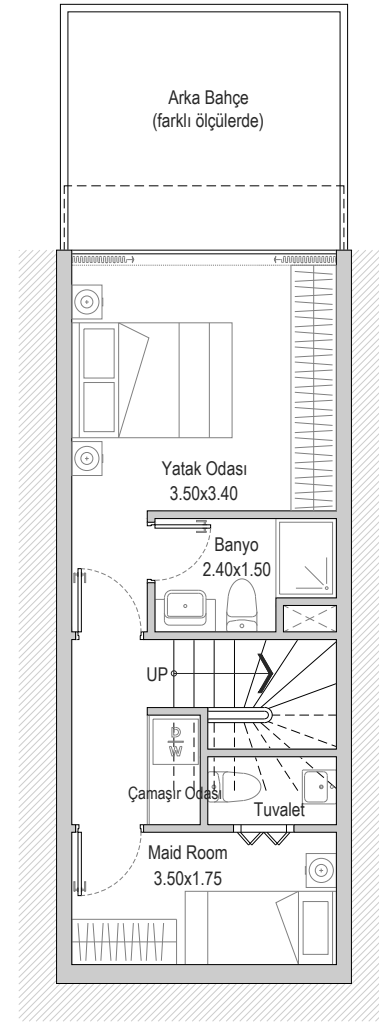 Arka Bahçe
(farklı ölçülerde)
Yatak Odası
3.50x3.40
Banyo
2.40x1.50
UP
D/W
Çamaşır Odası
Tuvalet
Maid Room
3.50x1.75